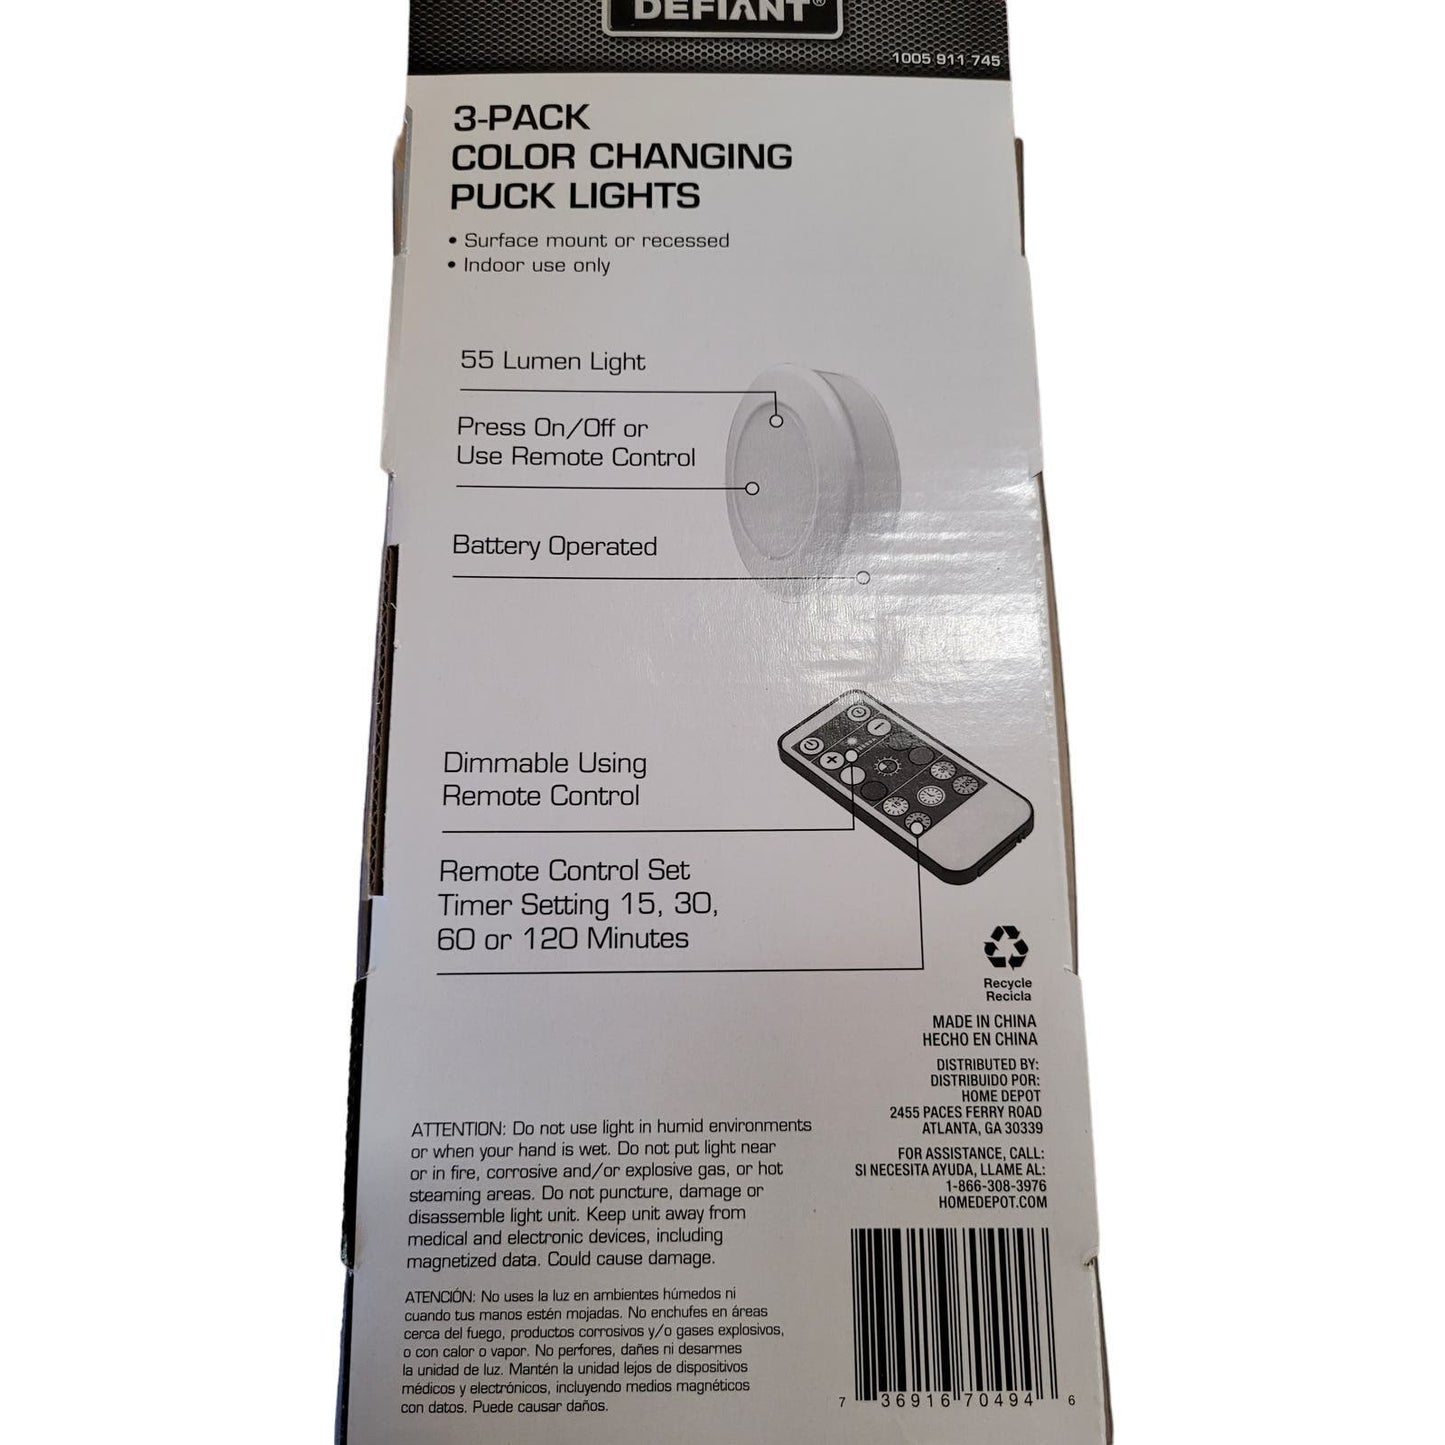 DEFIANT®
1005 911 745
3-PACK
COLOR CHANGING
PUCK LIGHTS
• Surface mount or recessed
• Indoor use only
55 Lumen Light
Press On/Off or
Use Remote Control
Battery Operated
Dimmable Using
Remote Control
Remote Control Set
Timer Setting 15, 30,
60 or 120 Minutes
Recycle
Recicla
MADE IN CHINA
HECHO EN CHINA
DISTRIBUTED BY:
DISTRIBUIDO POR:
HOME DEPOT
2455 PACES FERRY ROAD
ATLANTA, GA 30339
FOR ASSISTANCE, CALL:
SI NECESITA AYUDA, LLAME AL:
1-866-308-3976
HOMEDEPOT.COM
ATTENTION: Do not use light in humid environments
or when your hand is wet. Do not put light near
or in fire, corrosive and/or explosive gas, or hot
steaming areas. Do not puncture, damage or
disassemble light unit. Keep unit away from
medical and electronic devices, including
magnetized data. Could cause damage.
ATENCIÓN: No uses la luz en ambientes húmedos ni
cuando tus manos estén mojadas. No enchufes en áreas
cerca del fuego, productos corrosivos y/o gases explosivos,
o con calor o vapor. No perfores, dañes ni desarmes
la unidad de luz. Mantén la unidad lejos de dispositivos
médicos y electrónicos, incluyendo medios magnéticos
con datos. Puede causar daños.
7 36916 70494 6